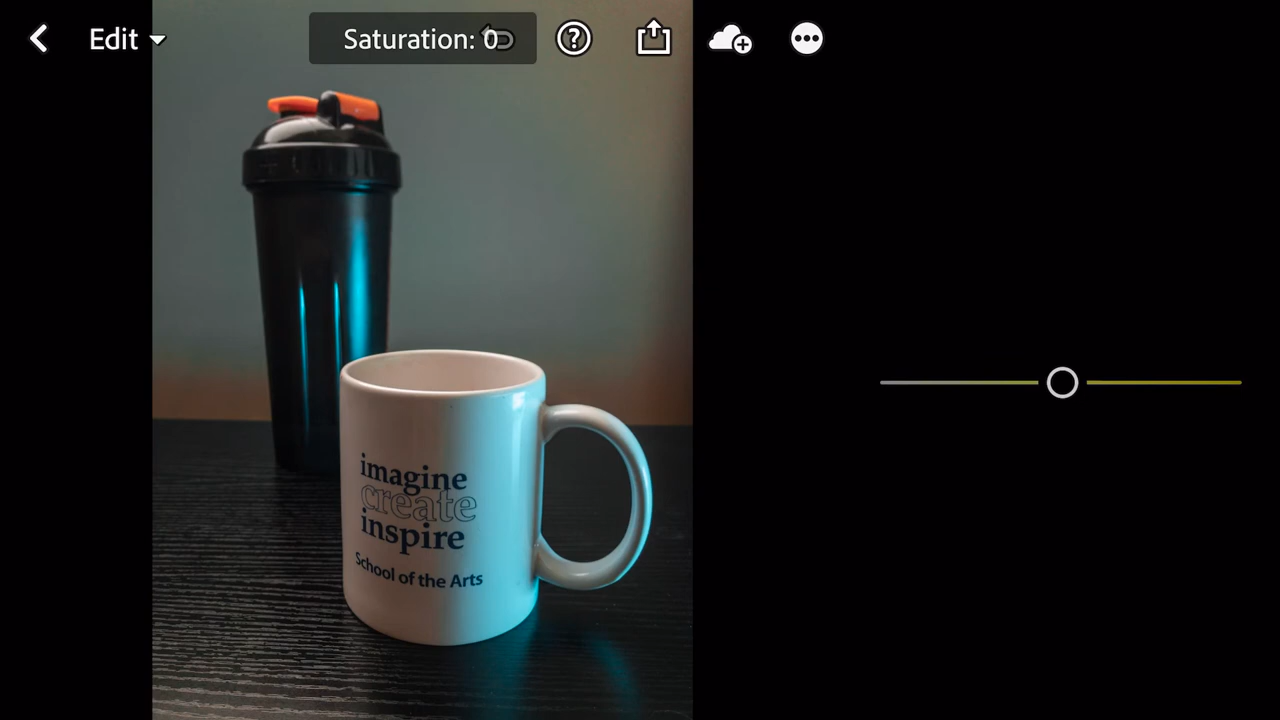 Edit
Saturation: 0
imagine
create
inspire
School of the Arts